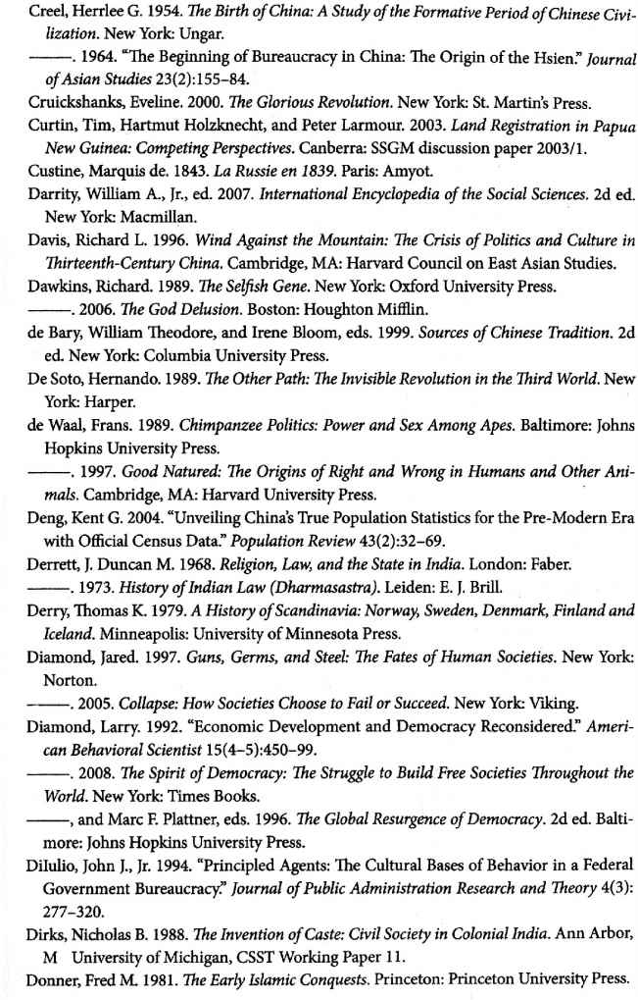 Creel, Herrlee G. 1954. The Birth of China: A Study of the Formative Period of Chinese Civi-
lization. New York: Ungar.
———. 1964. “The Beginning of Bureaucracy in China: The Origin of the Hsien.” Journal
of Asian Studies 23(2):155–84.
Cruickshanks, Eveline. 2000. The Glorious Revolution. New York: St. Martin’s Press.
Curtin, Tim, Hartmut Holzknecht, and Peter Larmour. 2003. Land Registration in Papua
New Guinea: Competing Perspectives. Canberra: SSGM discussion paper 2003/1.
Custine, Marquis de. 1843. La Russie en 1839. Paris: Amyot.
Darrity, William A., Jr., ed. 2007. International Encyclopedia of the Social Sciences. 2d ed.
New York: Macmillan.
Davis, Richard L. 1996. Wind Against the Mountain: The Crisis of Politics and Culture in
Thirteenth-Century China. Cambridge, MA: Harvard Council on East Asian Studies.
Dawkins, Richard. 1989. The Selfish Gene. New York: Oxford University Press.
———. 2006. The God Delusion. Boston: Houghton Mifflin.
de Bary, William Theodore, and Irene Bloom, eds. 1999. Sources of Chinese Tradition. 2d
ed. New York: Columbia University Press.
De Soto, Hernando. 1989. The Other Path: The Invisible Revolution in the Third World. New
York: Harper.
de Waal, Frans. 1989. Chimpanzee Politics: Power and Sex Among Apes. Baltimore: Johns
Hopkins University Press.
———. 1997. Good Natured: The Origins of Right and Wrong in Humans and Other Ani-
mals. Cambridge, MA: Harvard University Press.
Deng, Kent G. 2004. “Unveiling China’s True Population Statistics for the Pre-Modern Era
with Official Census Data.” Population Review 43(2):32–69.
Derrett, J. Duncan M. 1968. Religion, Law, and the State in India. London: Faber.
———. 1973. History of Indian Law (Dharmasastra). Leiden: E. J. Brill.
Derry, Thomas K. 1979. A History of Scandinavia: Norway, Sweden, Denmark, Finland and
Iceland. Minneapolis: University of Minnesota Press.
Diamond, Jared. 1997. Guns, Germs, and Steel: The Fates of Human Societies. New York:
Norton.
———. 2005. Collapse: How Societies Choose to Fail or Succeed. New York: Viking.
Diamond, Larry. 1992. “Economic Development and Democracy Reconsidered.” Ameri-
can Behavioral Scientist 15(4–5):450–99.
———. 2008. The Spirit of Democracy: The Struggle to Build Free Societies Throughout the
World. New York: Times Books.
———, and Marc F. Plattner, eds. 1996. The Global Resurgence of Democracy. 2d ed. Balti-
more: Johns Hopkins University Press.
DiIulio, John J., Jr. 1994. “Principled Agents: The Cultural Bases of Behavior in a Federal
Government Bureaucracy.” Journal of Public Administration Research and Theory 4(3):
277–320.
Dirks, Nicholas B. 1988. The Invention of Caste: Civil Society in Colonial India. Ann Arbor,
M University of Michigan, CSST Working Paper 11.
Donner, Fred M. 1981. The Early Islamic Conquests. Princeton: Princeton University Press.